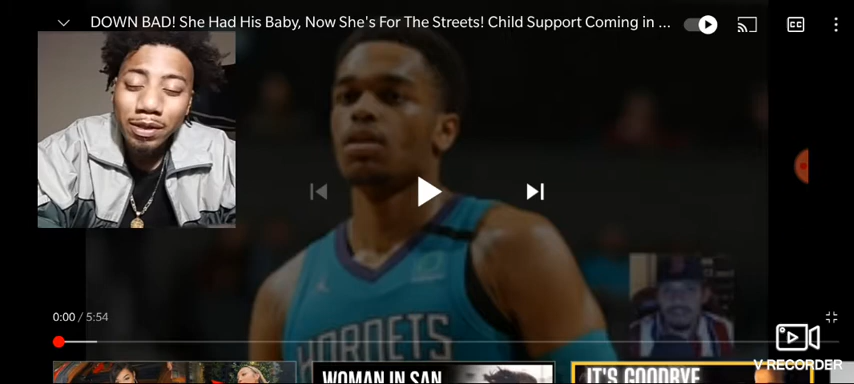 DOWN BAD! She Had His Baby, Now She's For The Streets! Child Support Coming in ...
CC
HORNETS
0:00 / 5:54
V RECORDER
WOMAN IN SAN
IT'S GOODBYE